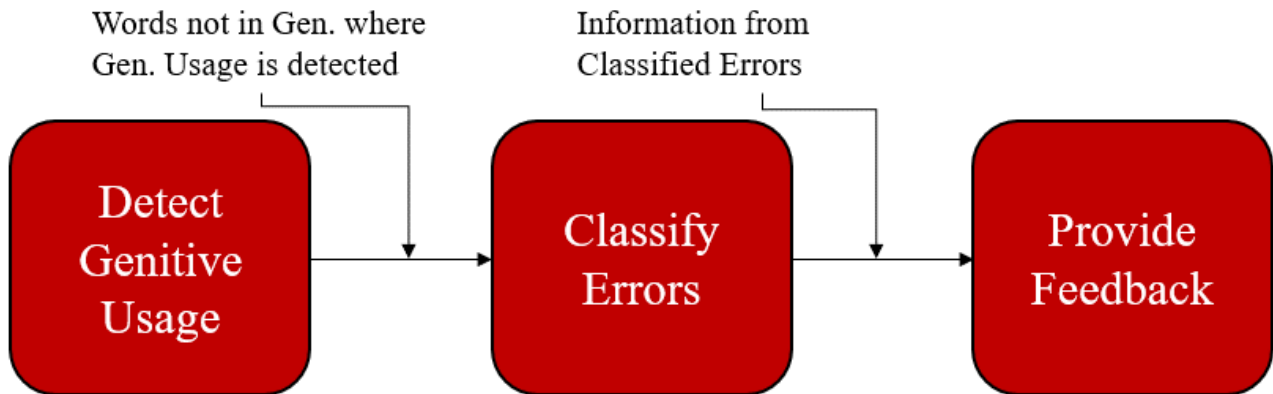 Words not in Gen. where
Gen. Usage is detected
Information from
Classified Errors
Detect
Genitive
Usage
Classify
Errors
Provide
Feedback